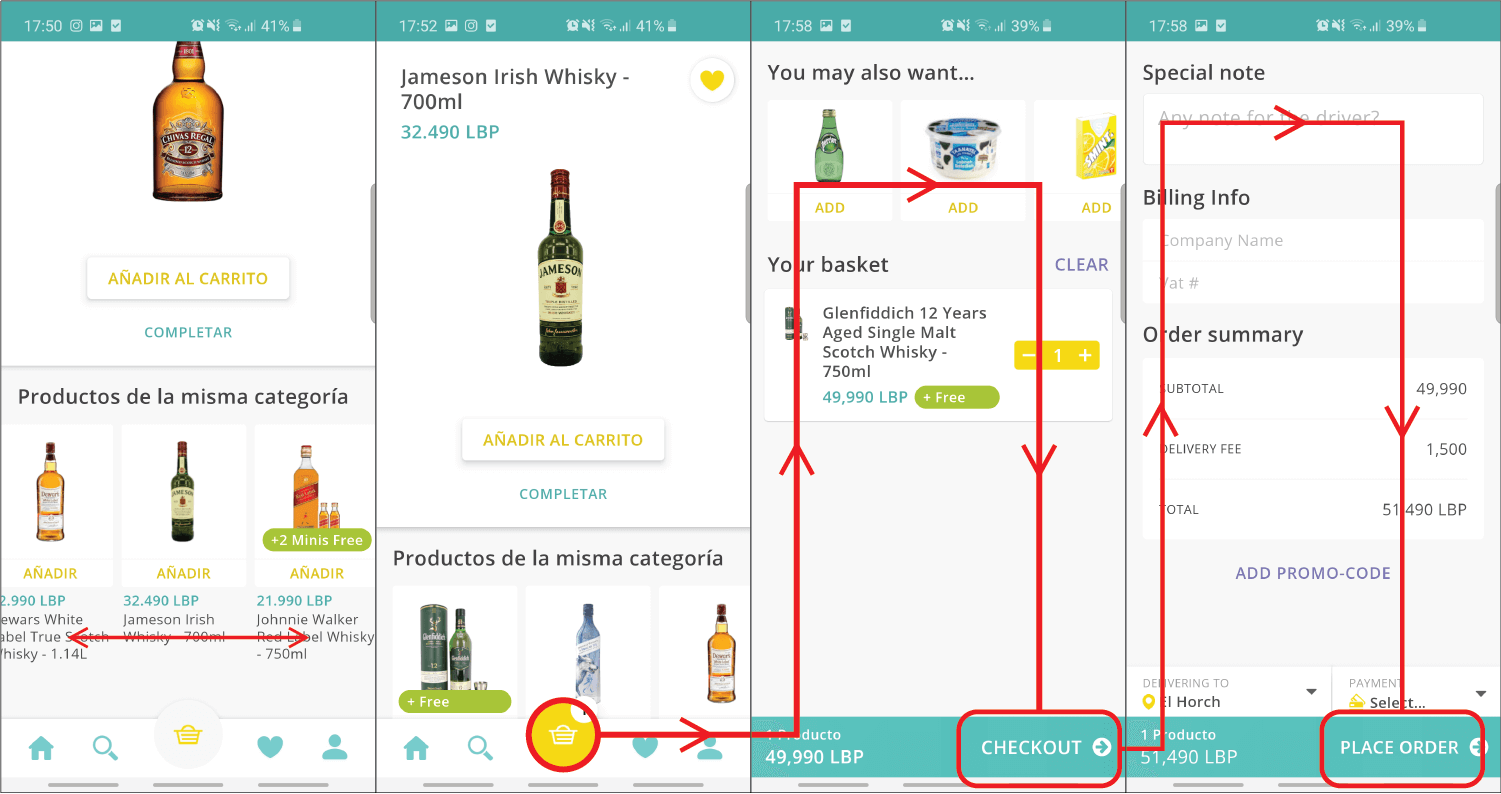 17:50
41%
CHIVAS REGAL
12
AÑADIR AL CARRITO
COMPLETAR
Productos de la misma categoría
+2 Minis Free
AÑADIR
AÑADIR
AÑADIR
2.990 LBP
32.490 LBP
21.990 LBP
ewars White
abel True Scotch
Whisky - 1.14L
Jameson Irish
Whisky - 700ml
Johnnie Walker
Red Label Whisky
- 750ml
17:52
41%
Jameson Irish Whisky -
700ml
32.490 LBP
JAMESON
AÑADIR AL CARRITO
COMPLETAR
Productos de la misma categoría
Glenfiddich
12
+ Free
17:58
39%
You may also want...
ADD
ADD
ADD
Your basket
CLEAR
Glenfiddich 12 Years
Aged Single Malt
Scotch Whisky -
750ml
49,990 LBP
+ Free
− 1 +
1 Producto
49,990 LBP
CHECKOUT
17:58
39%
Special note
Any note for the driver?
Billing Info
Company Name
Vat #
Order summary
SUBTOTAL
49,990
DELIVERY FEE
1,500
TOTAL
51,490 LBP
ADD PROMO-CODE
DELIVERING TO
El Horch
PAYMENT
Select...
1 Producto
51,490 LBP
PLACE ORDER